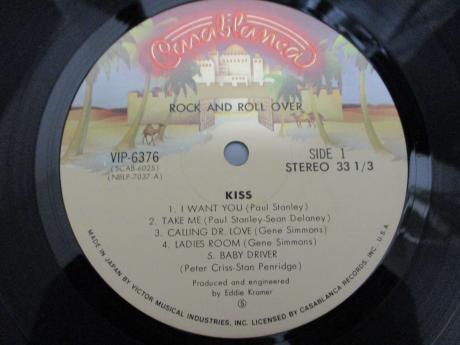 Casablanca
ROCK AND ROLL OVER
VIP-6376
(5CAB-6025)
(NBLP-7037-A)
SIDE 1
STEREO 33 1/3
KISS
1. I WANT YOU (Paul Stanley)
2. TAKE ME (Paul Stanley-Sean Delaney)
3. CALLING DR. LOVE (Gene Simmons)
4. LADIES ROOM (Gene Simmons)
5. BABY DRIVER
(Peter Criss-Stan Penridge)
Produced and engineered
by Eddie Kramer
S
MADE IN JAPAN BY VICTOR MUSICAL INDUSTRIES, INC. LICENSED BY CASABLANCA RECORDS, INC., U.S.A.